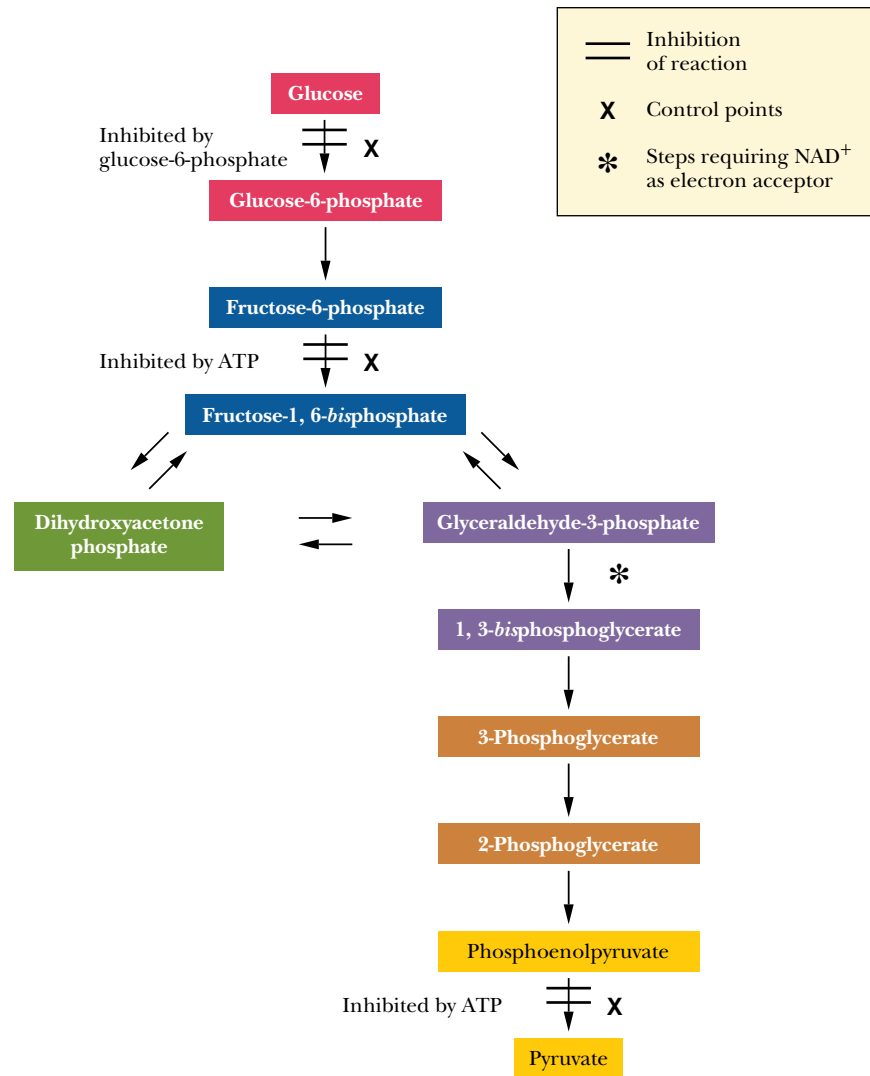 Inhibition
of reaction
X Control points
* Steps requiring NAD+
as electron acceptor
Glucose
Inhibited by
glucose-6-phosphate
X
Glucose-6-phosphate
Fructose-6-phosphate
Inhibited by ATP
X
Fructose-1, 6-bisphosphate
Dihydroxyacetone
phosphate
Glyceraldehyde-3-phosphate
*
1, 3-bisphosphoglycerate
3-Phosphoglycerate
2-Phosphoglycerate
Phosphoenolpyruvate
Inhibited by ATP
X
Pyruvate